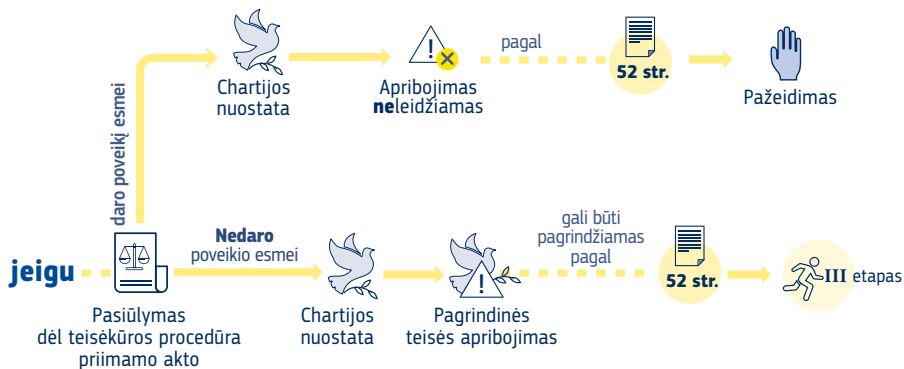 daro poveikį esmei
Chartijos
nuostata
Apribojimas
neleidžiamas
pagal
52 str.
Pažeidimas
jeigu
Pasiūlymas
dėl teisėkūros procedūra
priimamo akto
Nedaro
poveikio esmei
Chartijos
nuostata
Pagrindinės
teisės apribojimas
gali būti
pagrindžiamas
pagal
52 str.
III etapas